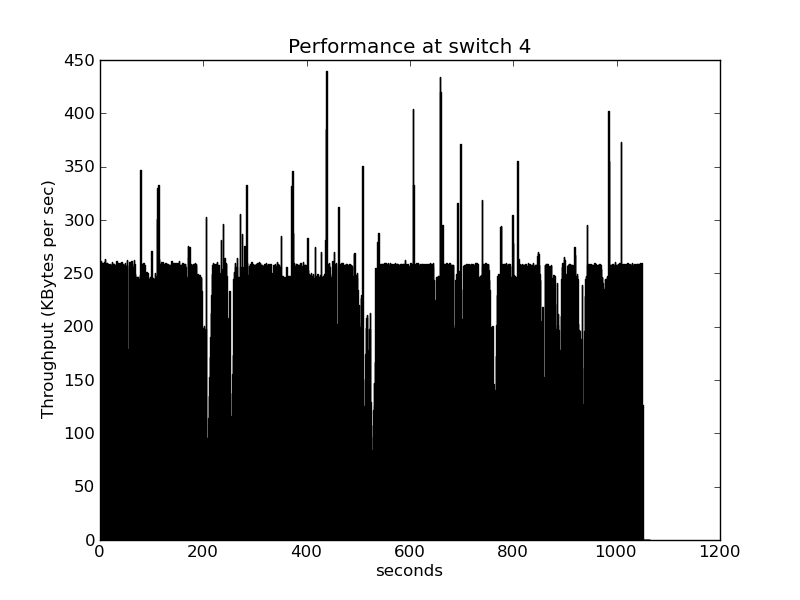 Performance at switch 4
Throughput (KBytes per sec)
450
400
350
300
250
200
150
100
50
0
0 200 400 600 800 1000 1200
seconds